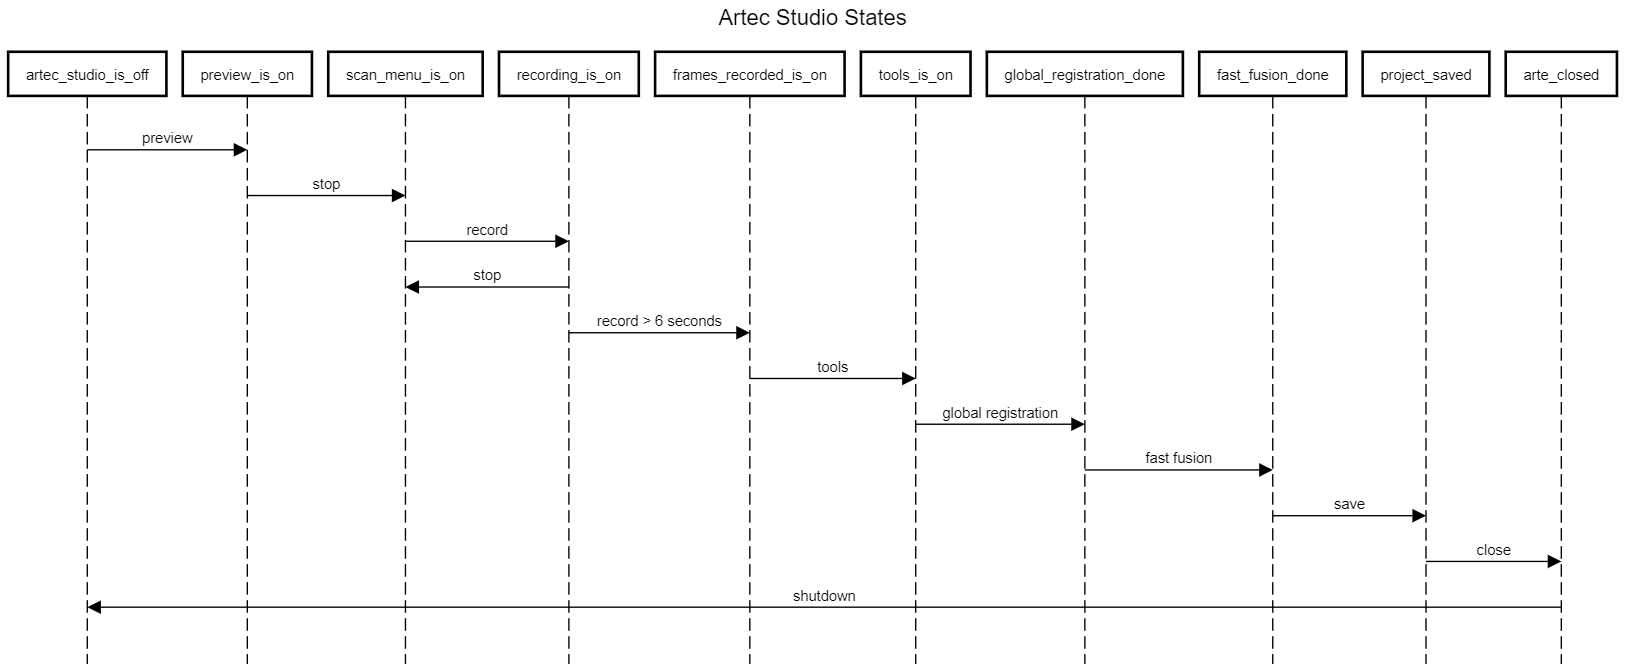 Artec Studio States
artec_studio_is_off preview_is_on scan_menu_is_on recording_is_on frames_recorded_is_on tools_is_on global_registration_done fast_fusion_done project_saved arte_closed
preview
stop
record
stop
record > 6 seconds
tools
global registration
fast fusion
save
close
shutdown